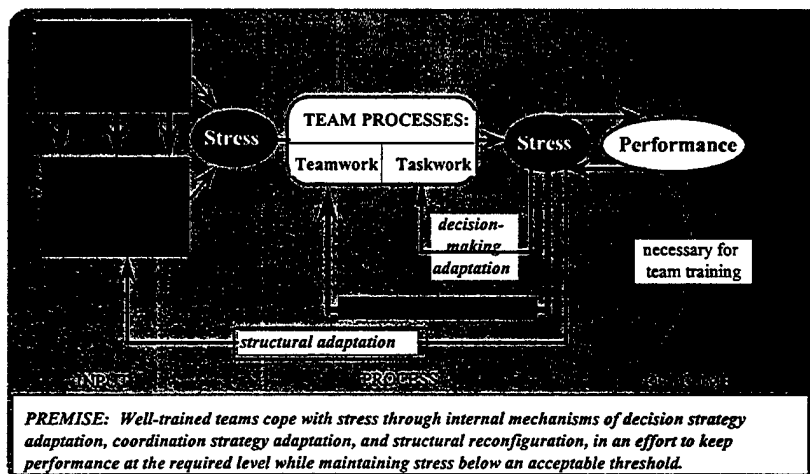 TEAM PROCESSES:
Stress
Teamwork
Taskwork
Stress
Performance
decision-
making
adaptation
necessary for
team training
structural adaptation
INPUT
PROCESS
PREMISE: Well-trained teams cope with stress through internal mechanisms of decision strategy
adaptation, coordination strategy adaptation, and structural reconfiguration, in an effort to keep
performance at the required level while maintaining stress below an acceptable threshold.